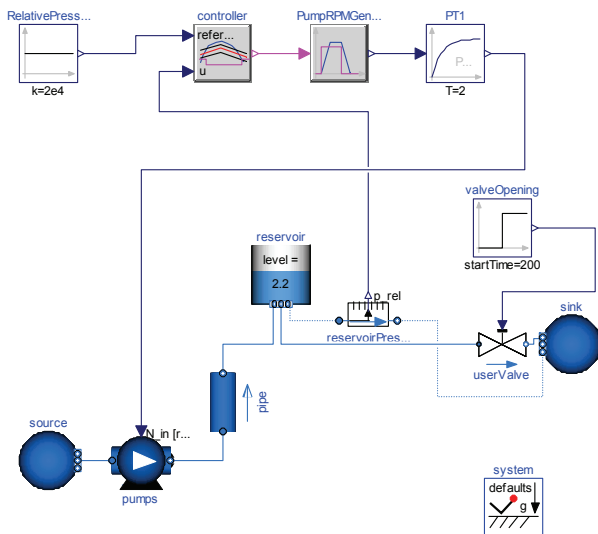 RelativePress...
controller
PumpRPMGen...
PT1
refer...
u
P...
k=2e4
T=2
valveOpening
startTime=200
reservoir
level =
2.2
p_rel
reservoirPres...
sink
userValve
pipe
source
N_in [r...
pumps
system
defaults
g